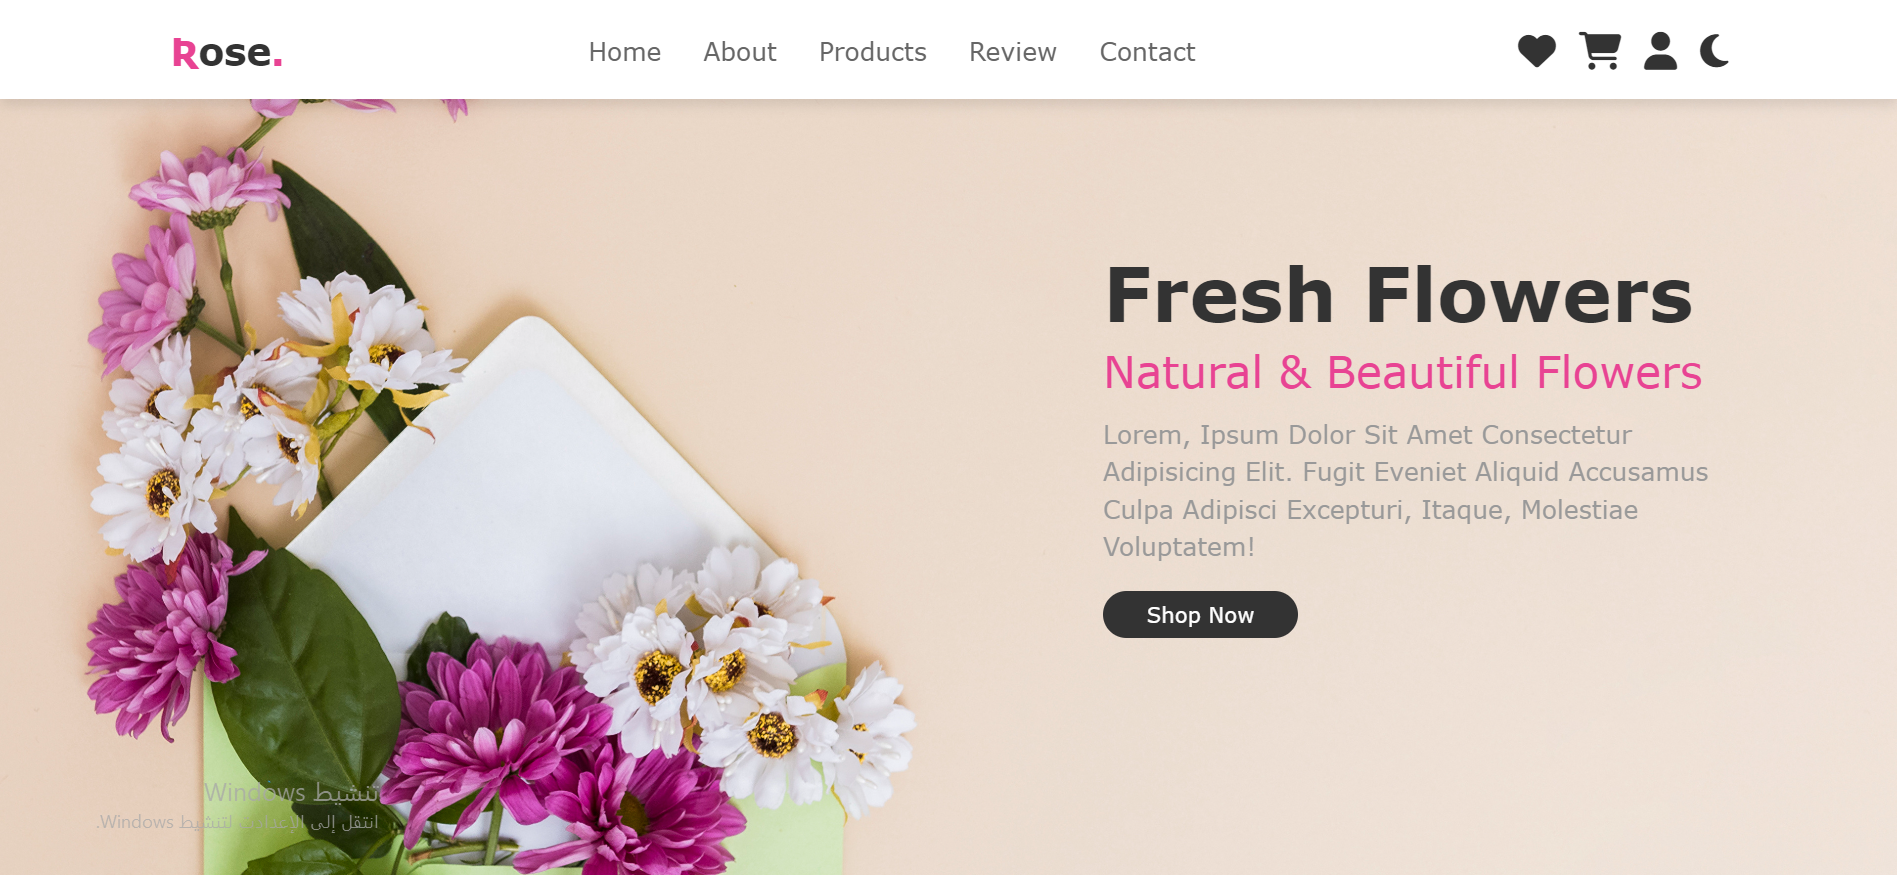 Rose.
Home About Products Review Contact
Fresh Flowers
Natural & Beautiful Flowers
Lorem, Ipsum Dolor Sit Amet Consectetur
Adipisicing Elit. Fugit Eveniet Aliquid Accusamus
Culpa Adipisci Excepturi, Itaque, Molestiae
Voluptatem!
Shop Now
تنشيط Windows
انتقل إلى الإعدادات لتنشيط Windows.